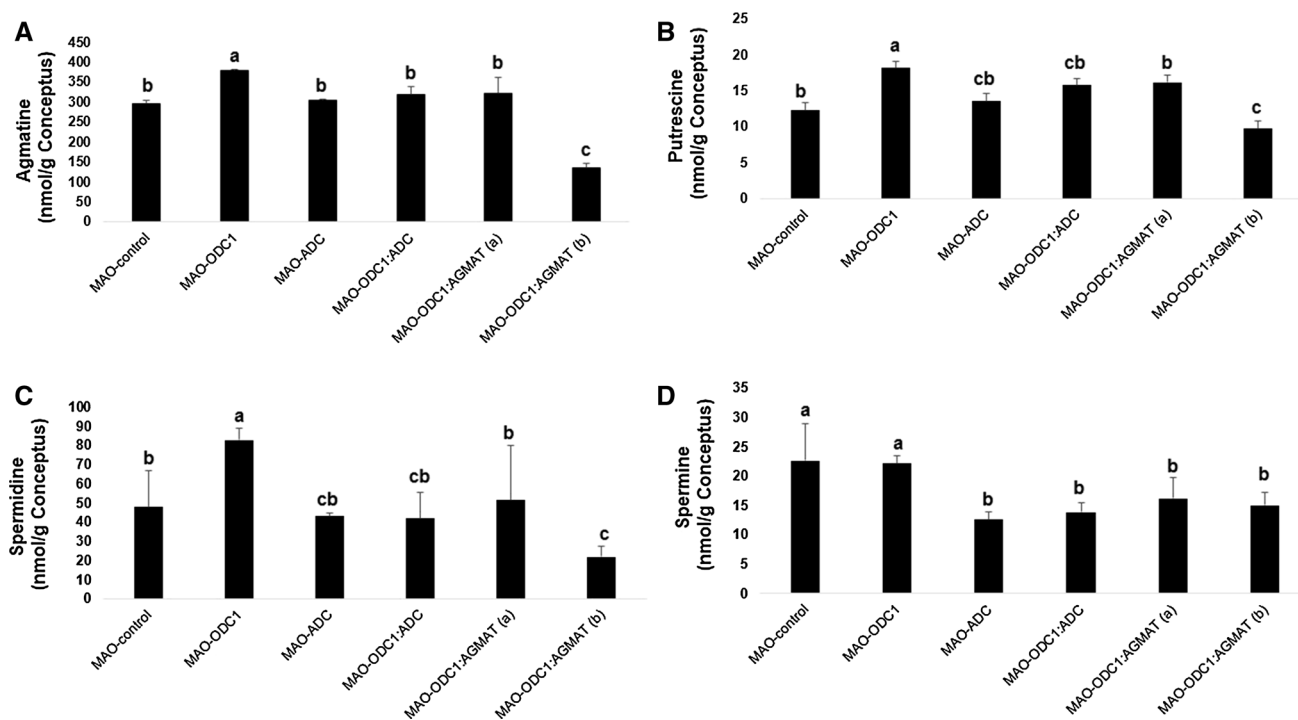 A
Agmatine
(nmol/g Conceptus)
450
400
350
300
250
200
150
100
50
0
b
a
b
b
b
c
MAO-control
MAO-ODC1
MAO-ADC
MAO-ODC1:ADC
MAO-ODC1:AGMAT (a)
MAO-ODC1:AGMAT (b)
B
Putrescine
(nmol/g Conceptus)
25
20
15
10
5
0
b
a
cb
cb
b
c
MAO-control
MAO-ODC1
MAO-ADC
MAO-ODC1:ADC
MAO-ODC1:AGMAT (a)
MAO-ODC1:AGMAT (b)
C
Spermidine
(nmol/g Conceptus)
100
90
80
70
60
50
40
30
20
10
0
b
a
cb
cb
b
c
MAO-control
MAO-ODC1
MAO-ADC
MAO-ODC1:ADC
MAO-ODC1:AGMAT (a)
MAO-ODC1:AGMAT (b)
D
Spermine
(nmol/g Conceptus)
35
30
25
20
15
10
5
0
a
a
b
b
b
b
MAO-control
MAO-ODC1
MAO-ADC
MAO-ODC1:ADC
MAO-ODC1:AGMAT (a)
MAO-ODC1:AGMAT (b)